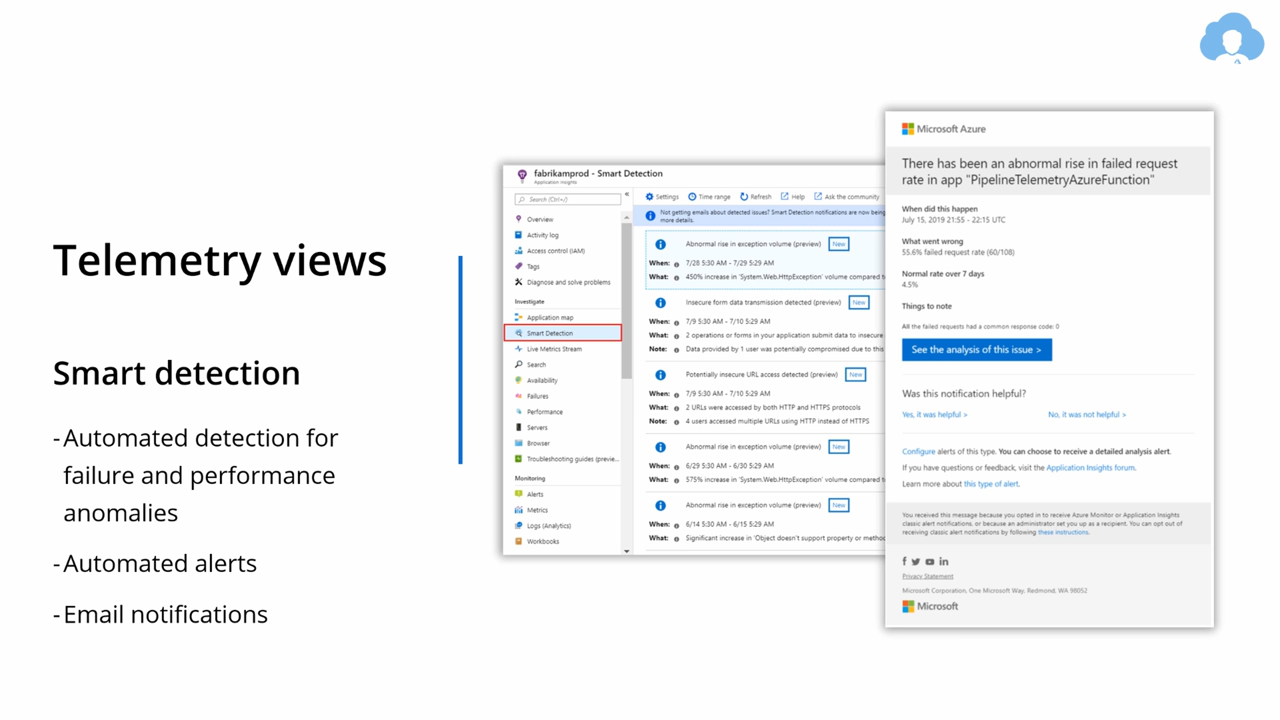 Telemetry views
Smart detection
- Automated detection for
failure and performance
anomalies
- Automated alerts
- Email notifications
fabrikamprod - Smart Detection
Application Insights
Search (Ctrl+/)
«
Overview
Activity log
Access control (IAM)
Tags
Diagnose and solve problems
Investigate
Application map
Smart Detection
Live Metrics Stream
Search
Availability
Failures
Performance
Servers
Browser
Troubleshooting guides (previe...
Monitoring
Alerts
Metrics
Logs (Analytics)
Workbooks
Settings Time range Refresh Help Ask the community
Not getting emails about detected issues? Smart Detection notifications are now being
more details.
Abnormal rise in exception volume (preview) New
When: 7/28 5:30 AM - 7/29 5:29 AM
What: 450% increase in 'System.Web.HttpException' volume compared to
Insecure form data transmission detected (preview) New
When: 7/9 5:30 AM - 7/10 5:29 AM
What: 2 operations or forms in your application submit data to insecure
Note: Data provided by 1 user was potentially compromised due to this
Potentially insecure URL access detected (preview) New
When: 7/9 5:30 AM - 7/10 5:29 AM
What: 2 URLs were accessed by both HTTP and HTTPS protocols
Note: 4 users accessed multiple URLs using HTTP instead of HTTPS
Abnormal rise in exception volume (preview) New
When: 6/29 5:30 AM - 6/30 5:29 AM
What: 575% increase in 'System.Web.HttpException' volume compared to
Abnormal rise in exception volume (preview) New
When: 6/14 5:30 AM - 6/15 5:29 AM
What: Significant increase in 'Object doesn't support property or metho
Microsoft Azure
There has been an abnormal rise in failed request
rate in app "PipelineTelemetryAzureFunction"
When did this happen
July 15, 2019 21:55 - 22:15 UTC
What went wrong
55.6% failed request rate (60/108)
Normal rate over 7 days
4.5%
Things to note
All the failed requests had a common response code: 0
See the analysis of this issue >
Was this notification helpful?
Yes, it was helpful > No, it was not helpful >
Configure alerts of this type. You can choose to receive a detailed analysis alert.
If you have questions or feedback, visit the Application Insights forum.
Learn more about this type of alert.
You received this message because you opted in to receive Azure Monitor or Application Insights
classic alert notifications, or because an administrator set you up as a recipient. You can opt out of
receiving classic alert notifications by following these instructions.
Privacy Statement
Microsoft Corporation, One Microsoft Way, Redmond, WA 98052
Microsoft